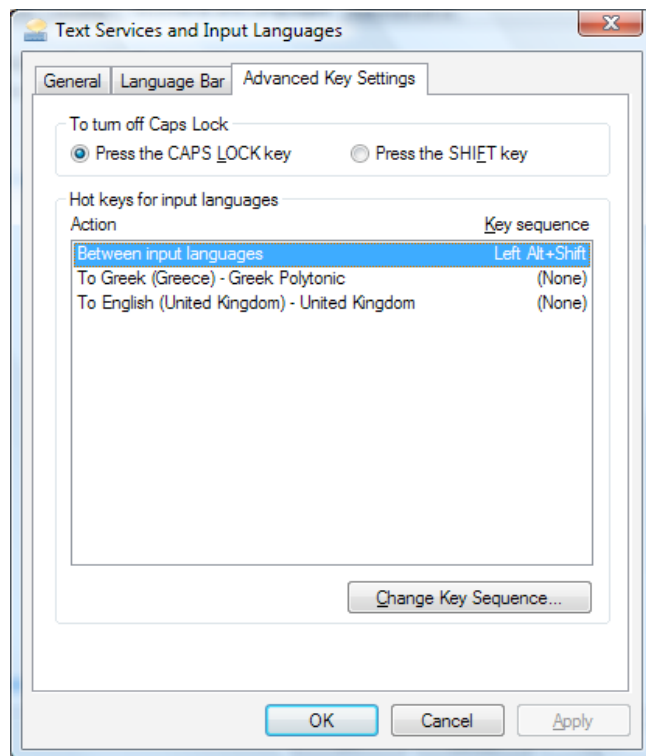 Text Services and Input Languages
General Language Bar Advanced Key Settings
To turn off Caps Lock
Press the CAPS LOCK key Press the SHIFT key
Hot keys for input languages
Action Key sequence
Between input languages Left Alt+Shift
To Greek (Greece) - Greek Polytonic (None)
To English (United Kingdom) - United Kingdom (None)
Change Key Sequence...
OK Cancel Apply